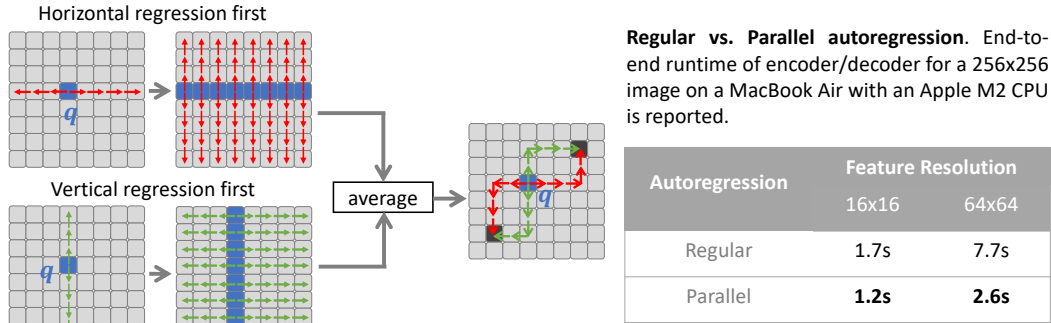 Horizontal regression first
q
Vertical regression first
q
average
q
Regular vs. Parallel autoregression. End-to-
end runtime of encoder/decoder for a 256x256
image on a MacBook Air with an Apple M2 CPU
is reported.
Autoregression Feature Resolution
16x16 64x64
Regular 1.7s 7.7s
Parallel 1.2s 2.6s